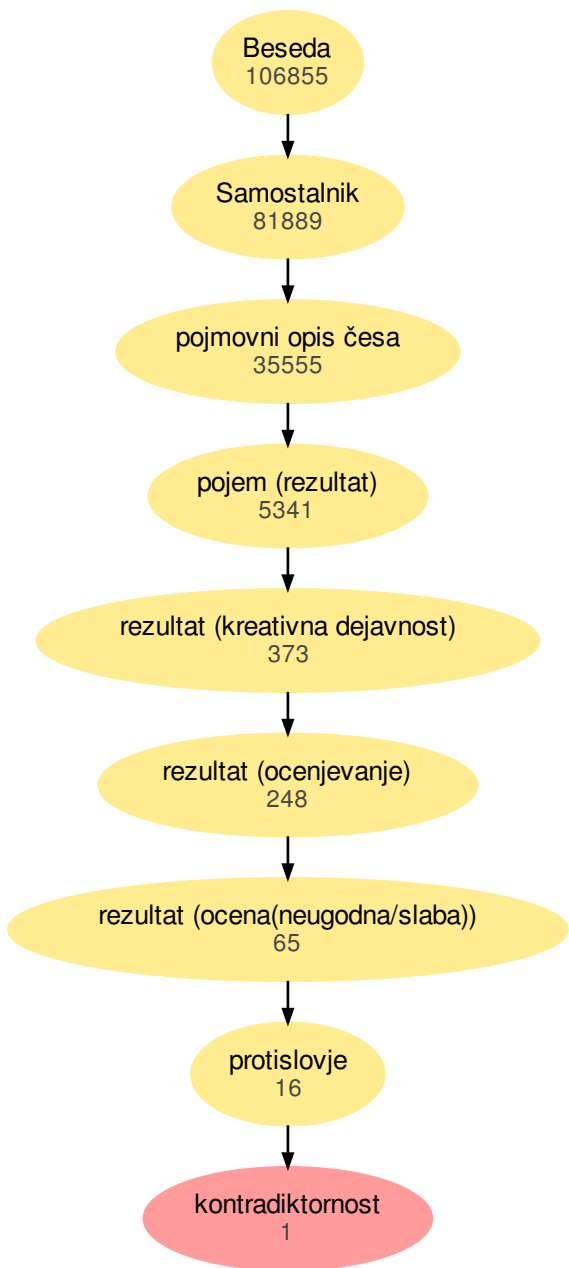 Beseda
106855
Samostalnik
81889
pojmovni opis česa
35555
pojem (rezultat)
5341
rezultat (kreativna dejavnost)
373
rezultat (ocenjevanje)
248
rezultat (ocena(neugodna/slaba))
65
protislovje
16
kontradiktornost
1